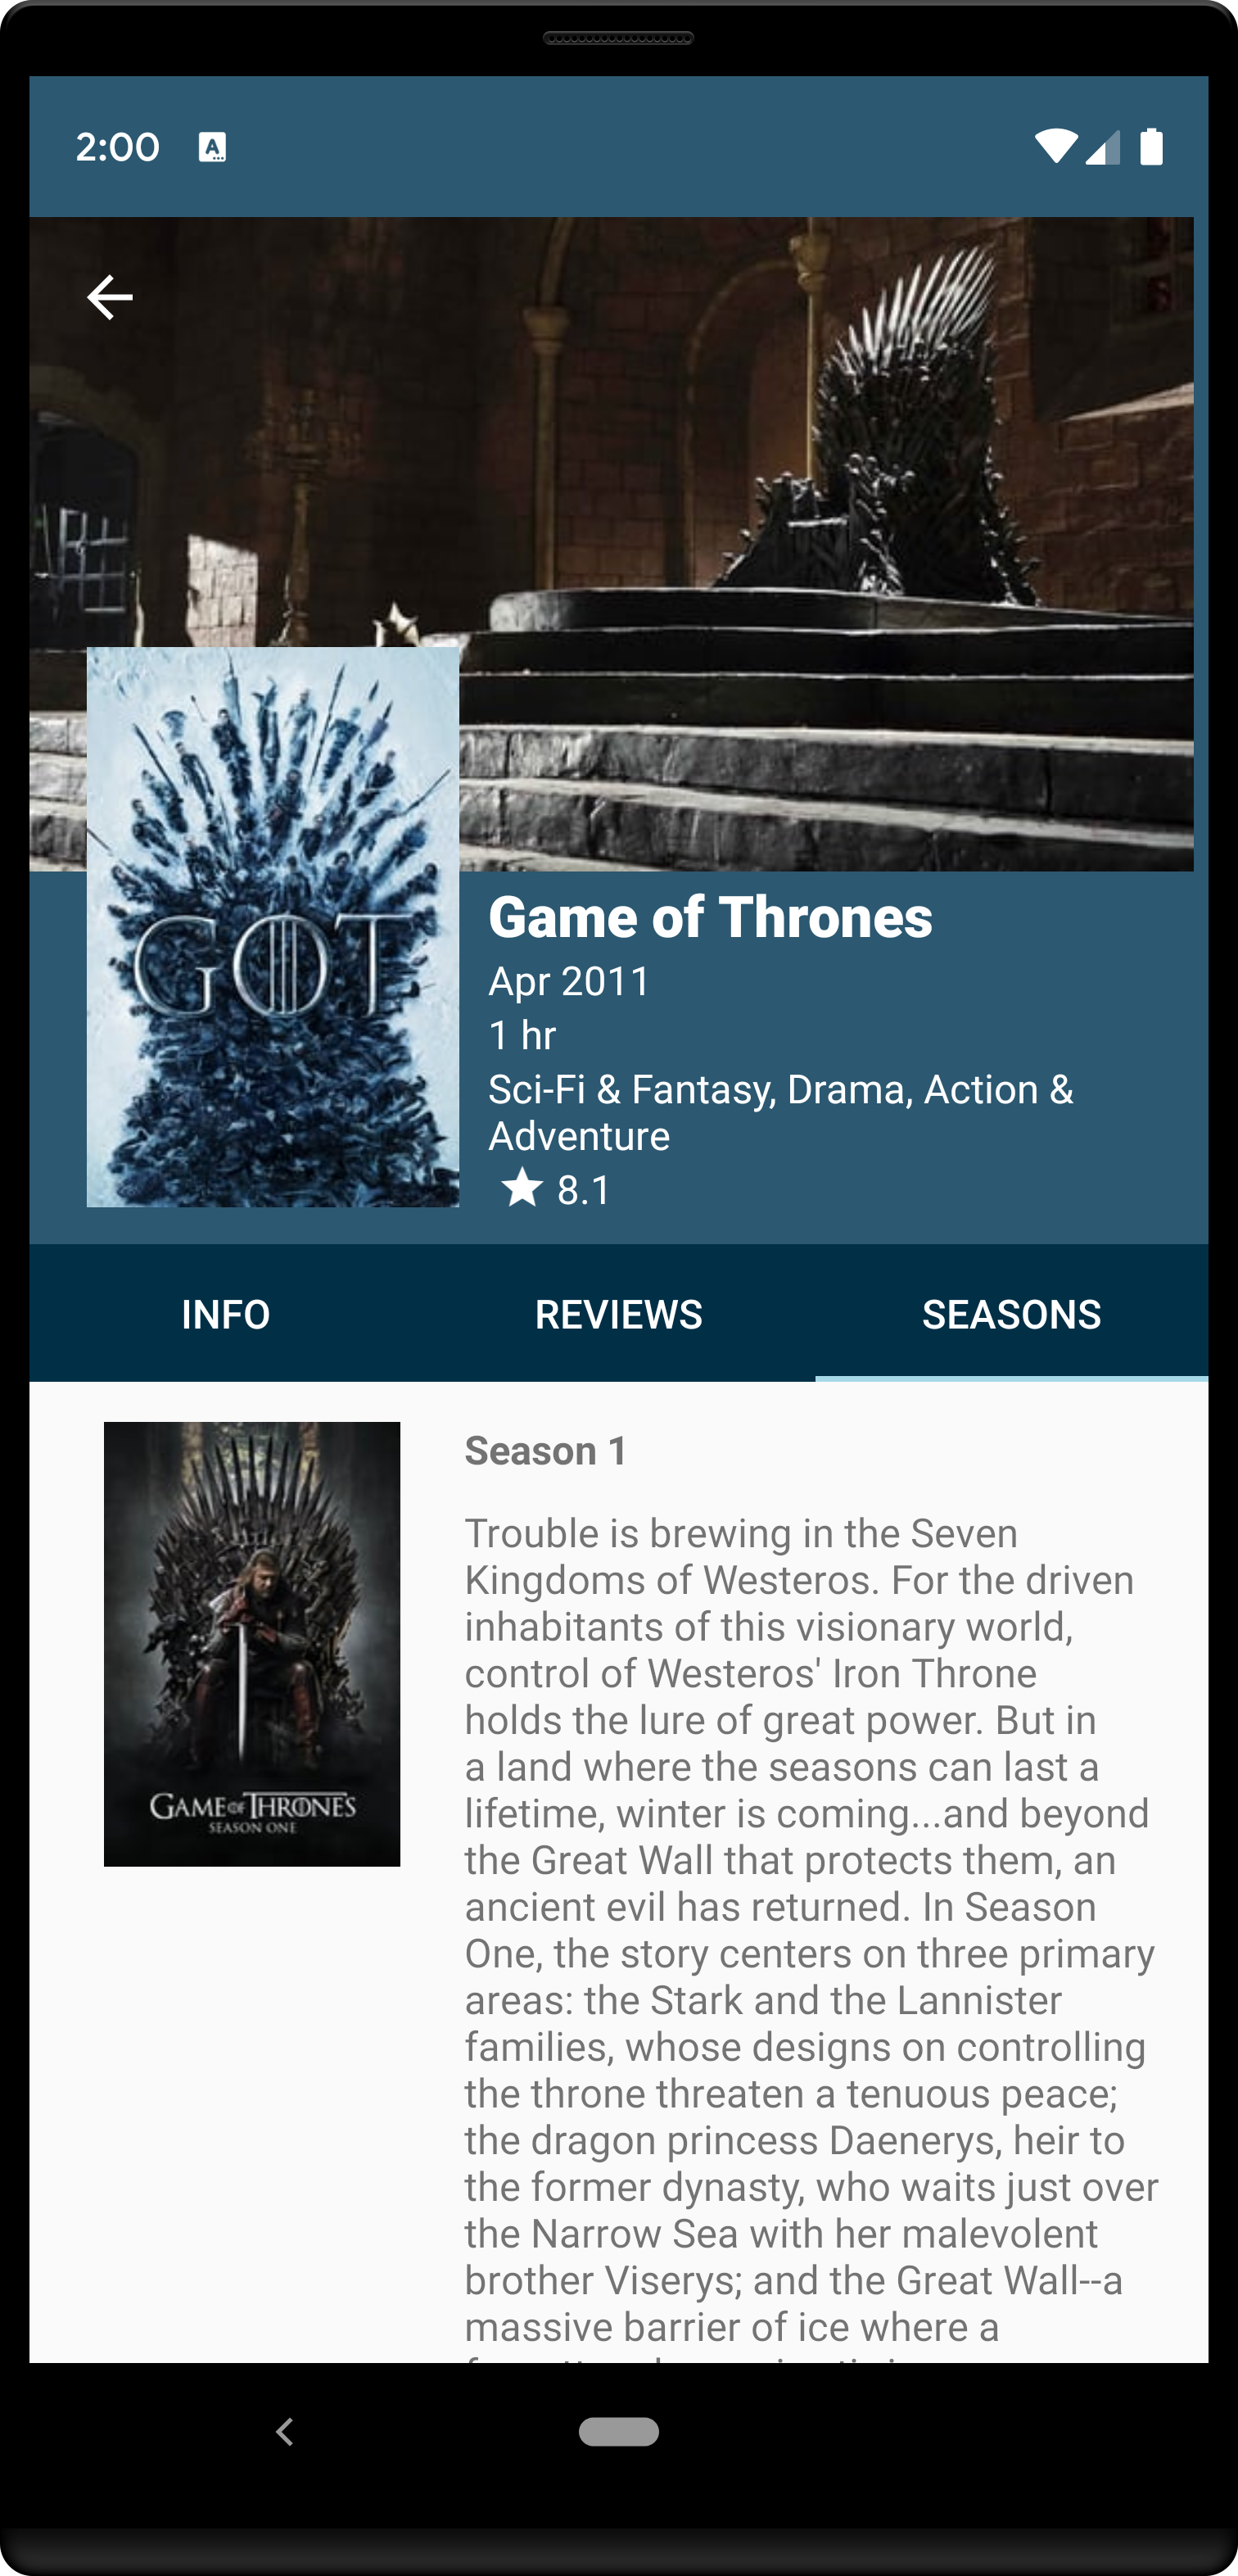 2:00
A
GOT
Game of Thrones
Apr 2011
1 hr
Sci-Fi & Fantasy, Drama, Action &
Adventure
8.1
INFO
REVIEWS
SEASONS
GAME OF THRONES
SEASON ONE
Season 1
Trouble is brewing in the Seven
Kingdoms of Westeros. For the driven
inhabitants of this visionary world,
control of Westeros' Iron Throne
holds the lure of great power. But in
a land where the seasons can last a
lifetime, winter is coming...and beyond
the Great Wall that protects them, an
ancient evil has returned. In Season
One, the story centers on three primary
areas: the Stark and the Lannister
families, whose designs on controlling
the throne threaten a tenuous peace;
the dragon princess Daenerys, heir to
the former dynasty, who waits just over
the Narrow Sea with her malevolent
brother Viserys; and the Great Wall--a
massive barrier of ice where a